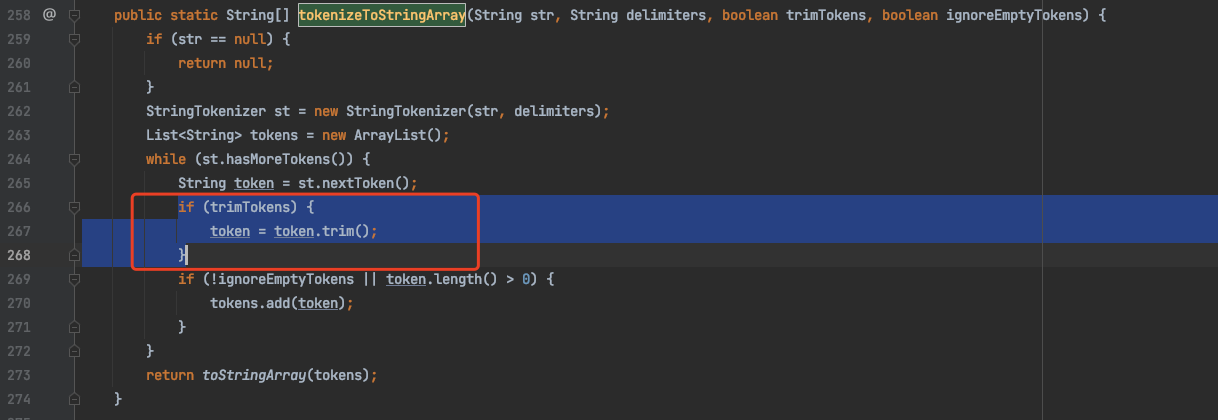 258 @ public static String[] tokenizeToStringArray(String str, String delimiters, boolean trimTokens, boolean ignoreEmptyTokens) {
259 if (str == null) {
260 return null;
261 }
262 StringTokenizer st = new StringTokenizer(str, delimiters);
263 List<String> tokens = new ArrayList();
264 while (st.hasMoreTokens()) {
265 String token = st.nextToken();
266 if (trimTokens) {
267 token = token.trim();
268 }
269 if (!ignoreEmptyTokens || token.length() > 0) {
270 tokens.add(token);
271 }
272 }
273 return toStringArray(tokens);
274 }